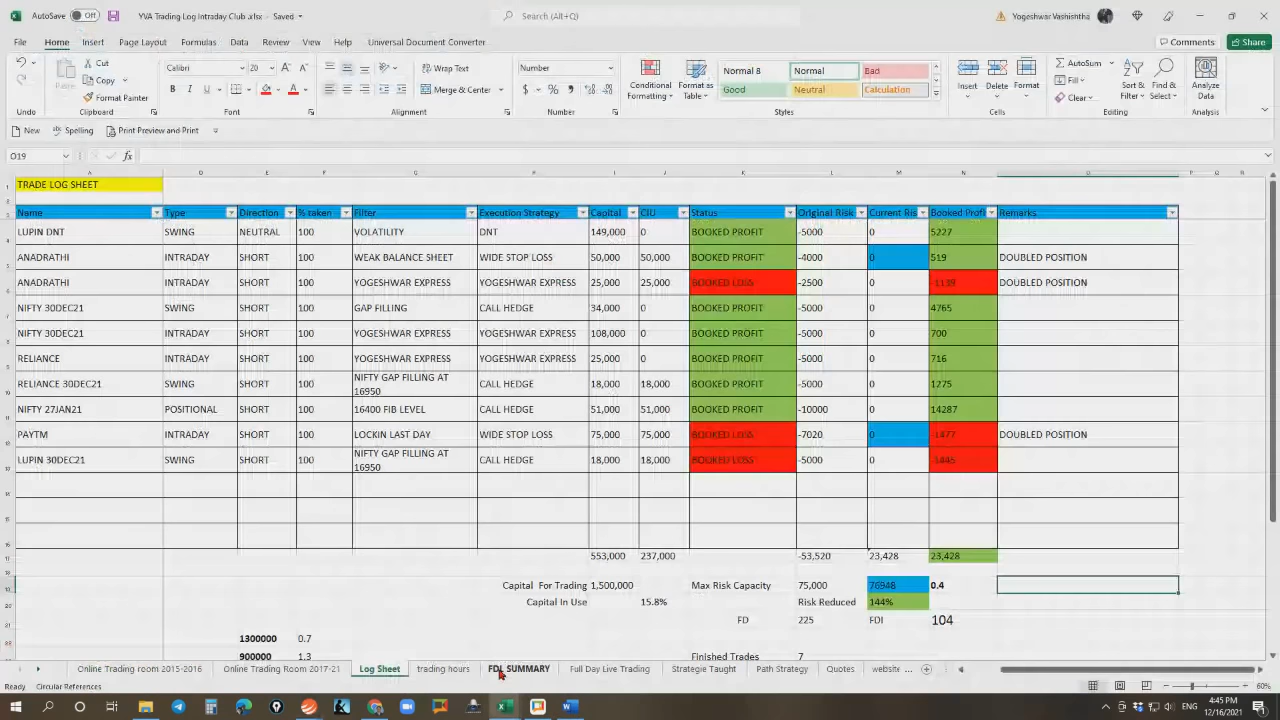 AutoSave Off YVA Trading Log Intraday Club.xlsx - Saved Search (Alt+Q) Yogeshwar Vashishtha
File Home Insert Page Layout Formulas Data Review View Help Universal Document Converter Comments Share
Cut Calibri 20 Wrap Text Number Normal B Normal Bad AutoSum
Paste Copy Conditional Format as Good Neutral Calculation Insert Delete Format Fill Sort & Find & Analyze
Format Painter Merge & Center Formatting Table Clear Filter Select Data
Undo Clipboard Font Alignment Number Styles Cells Editing Analysis
New Spelling Print Preview and Print
O19 fx
TRADE LOG SHEET
Name Type Direction % taken Filter Execution Strategy Capital CIU Status Original Risk Current Ris Booked Profi Remarks
LUPIN DNT SWING NEUTRAL 100 VOLATILITY DNT 149,000 0 BOOKED PROFIT -5000 0 5227
ANADRATHI INTRADAY SHORT 100 WEAK BALANCE SHEET WIDE STOP LOSS 50,000 50,000 BOOKED PROFIT -4000 0 519 DOUBLED POSITION
ANADRATHI INTRADAY SHORT 100 YOGESHWAR EXPRESS YOGESHWAR EXPRESS 25,000 25,000 BOOKED LOSS -2500 0 -1139 DOUBLED POSITION
NIFTY 30DEC21 SWING SHORT 100 GAP FILLING CALL HEDGE 34,000 0 BOOKED PROFIT -5000 0 4765
NIFTY 30DEC21 INTRADAY SHORT 100 YOGESHWAR EXPRESS YOGESHWAR EXPRESS 108,000 0 BOOKED PROFIT -5000 0 700
RELIANCE INTRADAY SHORT 100 YOGESHWAR EXPRESS YOGESHWAR EXPRESS 25,000 0 BOOKED PROFIT -5000 0 716
RELIANCE 30DEC21 SWING SHORT 100 NIFTY GAP FILLING AT 16950 CALL HEDGE 18,000 18,000 BOOKED PROFIT -5000 0 1275
NIFTY 27JAN21 POSITIONAL SHORT 100 16400 FIB LEVEL CALL HEDGE 51,000 51,000 BOOKED PROFIT -10000 0 14287
PAYTM INTRADAY SHORT 100 LOCKIN LAST DAY WIDE STOP LOSS 75,000 75,000 BOOKED LOSS -7020 0 -1477 DOUBLED POSITION
LUPIN 30DEC21 SWING SHORT 100 NIFTY GAP FILLING AT 16950 CALL HEDGE 18,000 18,000 BOOKED LOSS -5000 0 -1445
553,000 237,000 -53,520 23,428 23,428
Capital For Trading 1,500,000 Max Risk Capacity 75,000 76948 0.4
Capital In Use 15.8% Risk Reduced 144%
FD 225 FDI 104
1300000 0.7
900000 1.3 Finished Trades 7
Online Trading room 2015-2016 Online Trading Room 2017-21 Log Sheet trading hours FDL SUMMARY Full Day Live Trading Strategie Taught Path Strategy Quotes website ...
Ready Circular References 60%
ENG 4:45 PM
12/16/2021